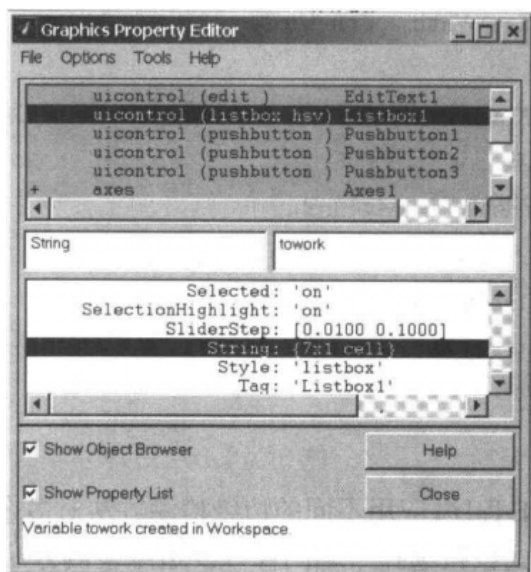 Graphics Property Editor
File Options Tools Help
uicontrol (edit ) EditText1
uicontrol (listbox hsv) Listbox1
uicontrol (pushbutton ) Pushbutton1
uicontrol (pushbutton ) Pushbutton2
uicontrol (pushbutton ) Pushbutton3
+ axes Axes1
String towork
Selected: 'on'
SelectionHighlight: 'on'
SliderStep: [0.0100 0.1000]
String: {7x1 cell}
Style: 'listbox'
Tag: 'Listbox1'
Show Object Browser Help
Show Property List Close
Variable towork created in Workspace.